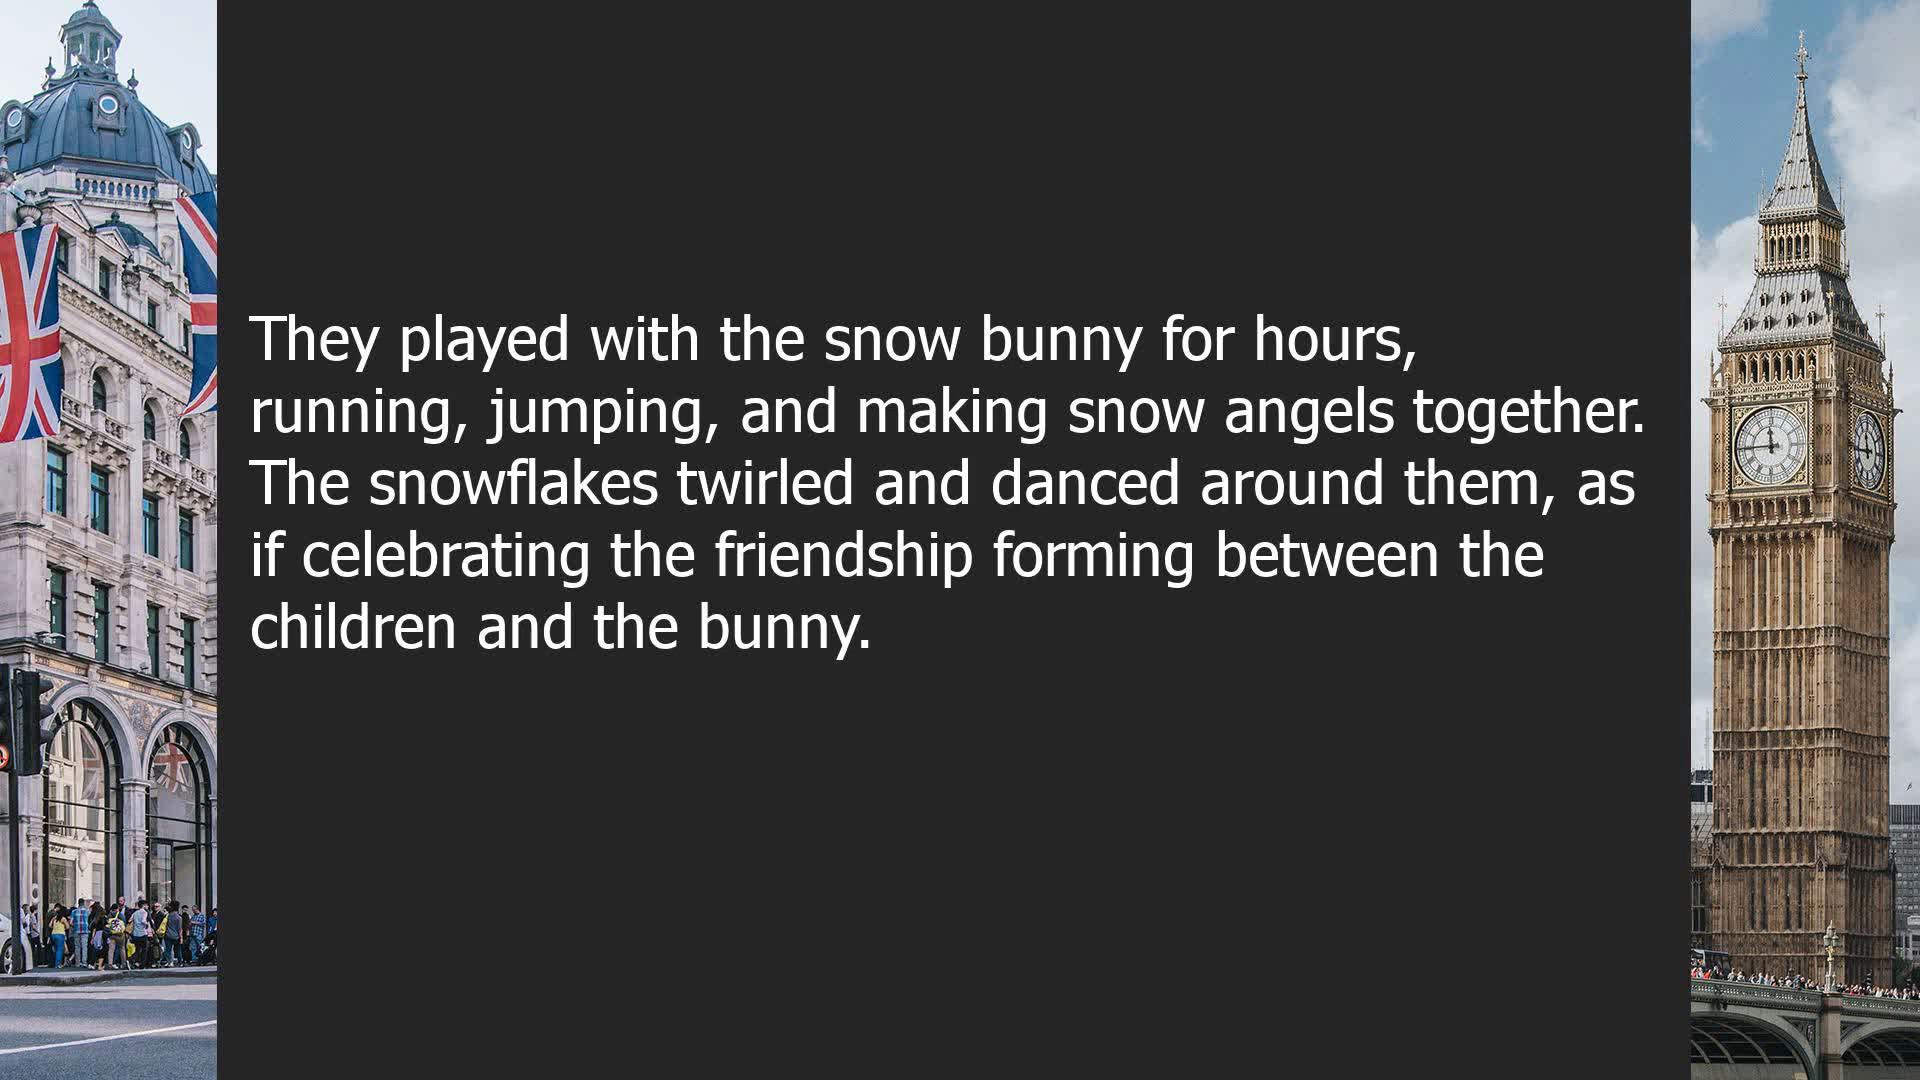 They played with the snow bunny for hours,
running, jumping, and making snow angels together.
The snowflakes twirled and danced around them, as
if celebrating the friendship forming between the
children and the bunny.